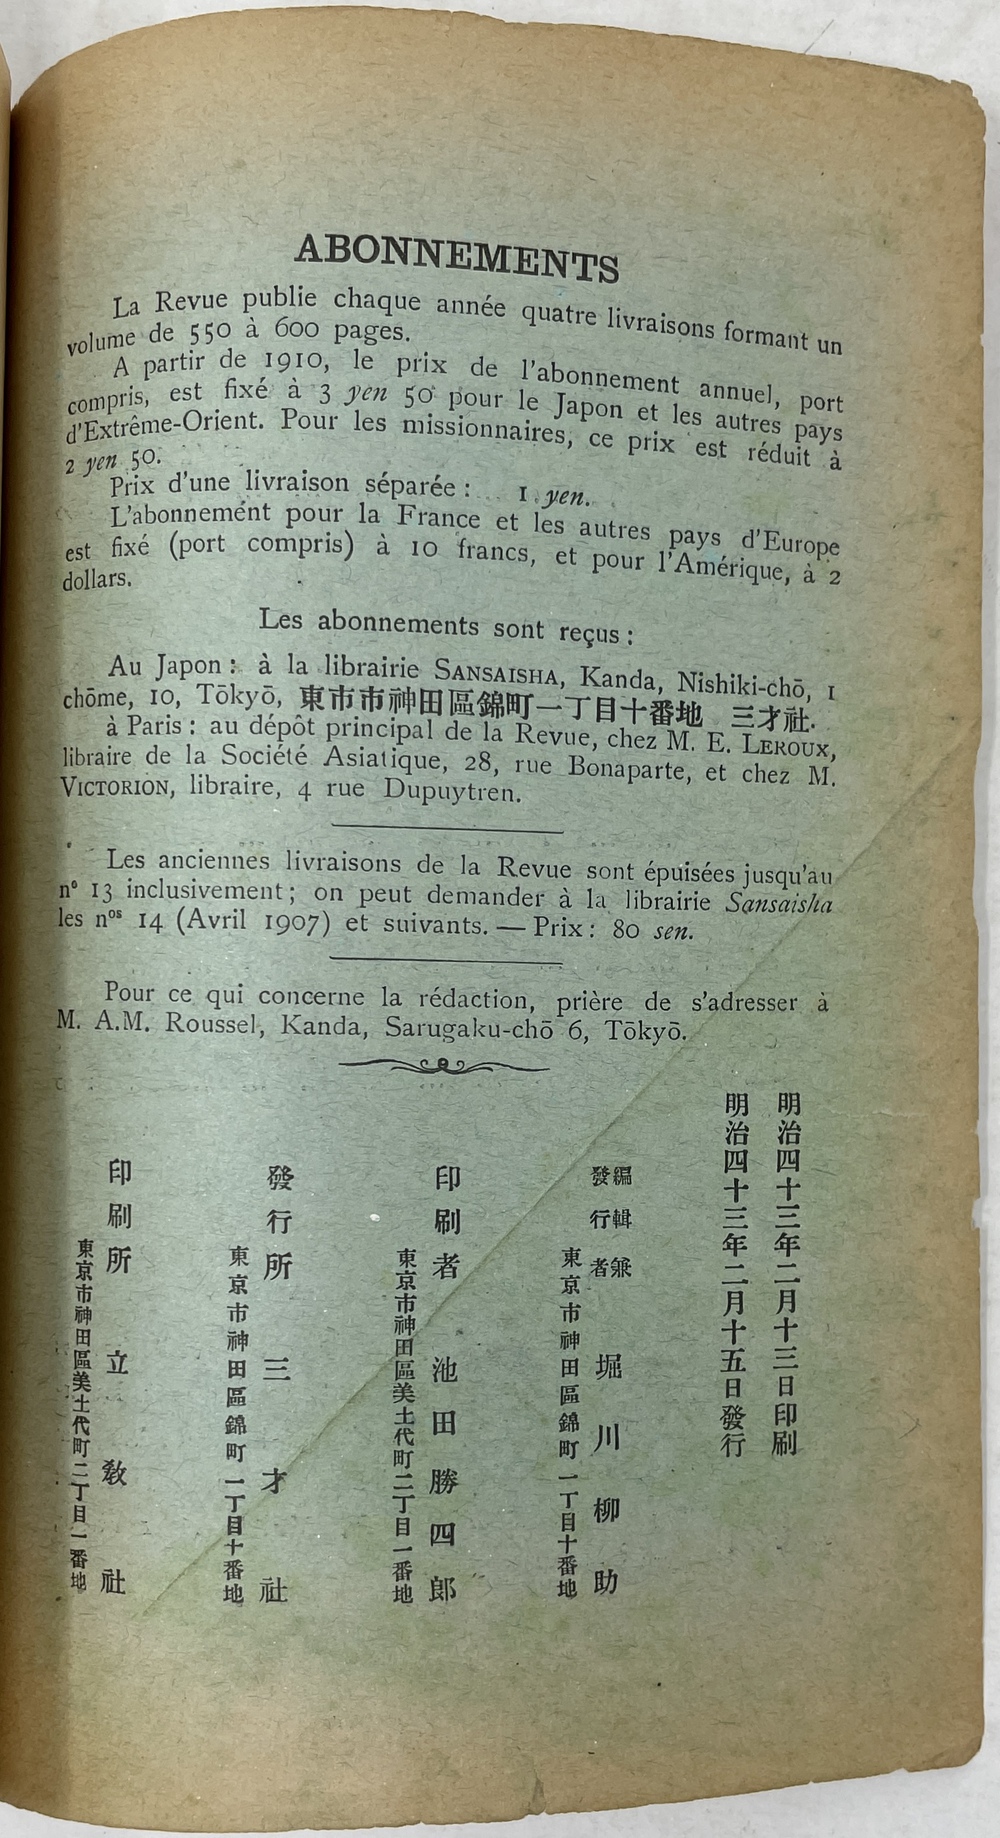 ABONNEMENTS
La Revue publie chaque année quatre livraisons formant un
volume de 550 à 600 pages.
A partir de 1910, le prix de l'abonnement annuel, port
compris, est fixé à 3 yen 50 pour le Japon et les autres pays
d'Extrême-Orient. Pour les missionnaires, ce prix est réduit à
2 yen 50.
Prix d'une livraison séparée : 1 yen.
L'abonnement pour la France et les autres pays d'Europe
est fixé (port compris) à 10 francs, et pour l'Amérique, à 2
dollars.
Les abonnements sont reçus :
Au Japon : à la librairie SANSAISHA, Kanda, Nishiki-chō, 1
chōme, 10, Tōkyō, 東市市神田區錦町一丁目十番地 三才社.
à Paris : au dépôt principal de la Revue, chez M. E. LEROUX,
libraire de la Société Asiatique, 28, rue Bonaparte, et chez M.
VICTORION, libraire, 4 rue Dupuytren.
Les anciennes livraisons de la Revue sont épuisées jusqu'au
n° 13 inclusivement ; on peut demander à la librairie Sansaisha
les nos 14 (Avril 1907) et suivants. — Prix : 80 sen.
Pour ce qui concerne la rédaction, prière de s'adresser à
M. A.M. Roussel, Kanda, Sarugaku-chō 6, Tōkyō.
明治四十三年二月十三日印刷
明治四十三年二月十五日發行
編輯兼
發行者 堀川柳助
東京市神田區錦町一丁目十番地
印刷者 池田勝四郎
東京市神田區美土代町二丁目一番地
發行所 三才社
東京市神田區錦町一丁目十番地
印刷所 立敎社
東京市神田區美土代町二丁目一番地